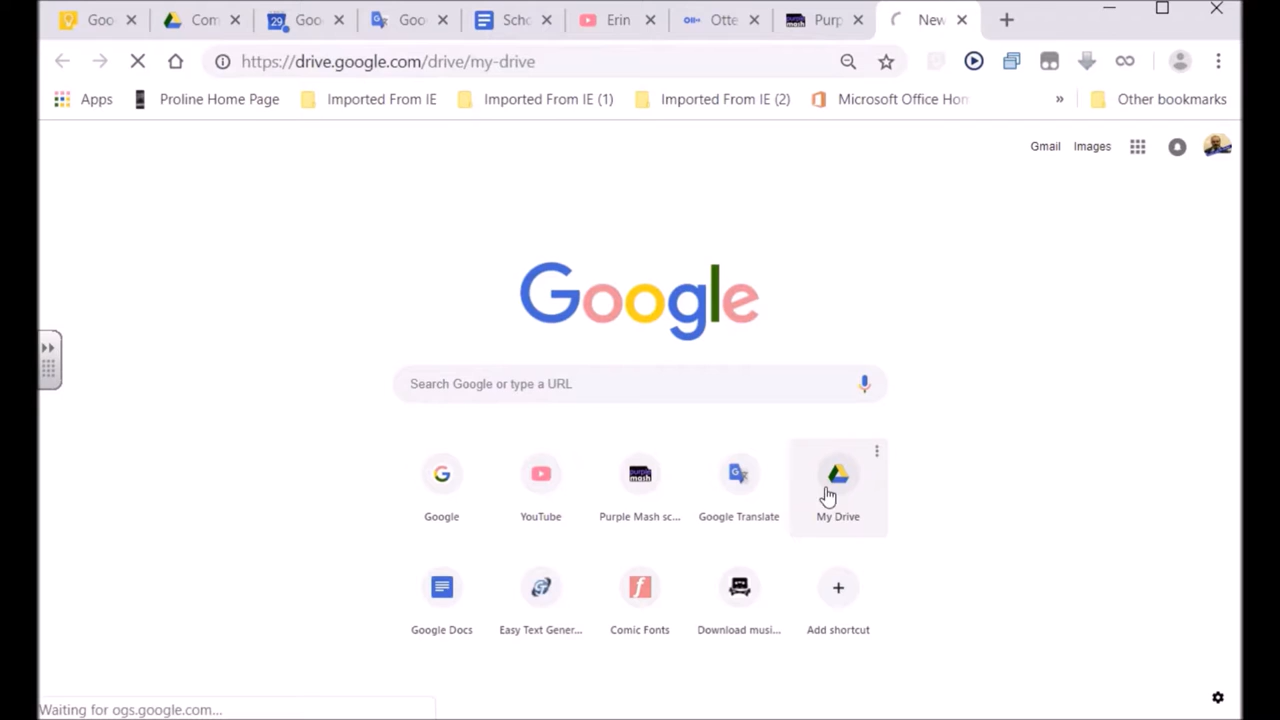 Goo
Com
29
Goo
Goo
Scho
Erin
Otte
Purp
New
https://drive.google.com/drive/my-drive
Apps
Proline Home Page
Imported From IE
Imported From IE (1)
Imported From IE (2)
Microsoft Office Hom
»
Other bookmarks
Gmail
Images
Google
Search Google or type a URL
Google
YouTube
Purple Mash sc...
Google Translate
My Drive
Google Docs
Easy Text Gener...
Comic Fonts
Download musi...
Add shortcut
Waiting for ogs.google.com...